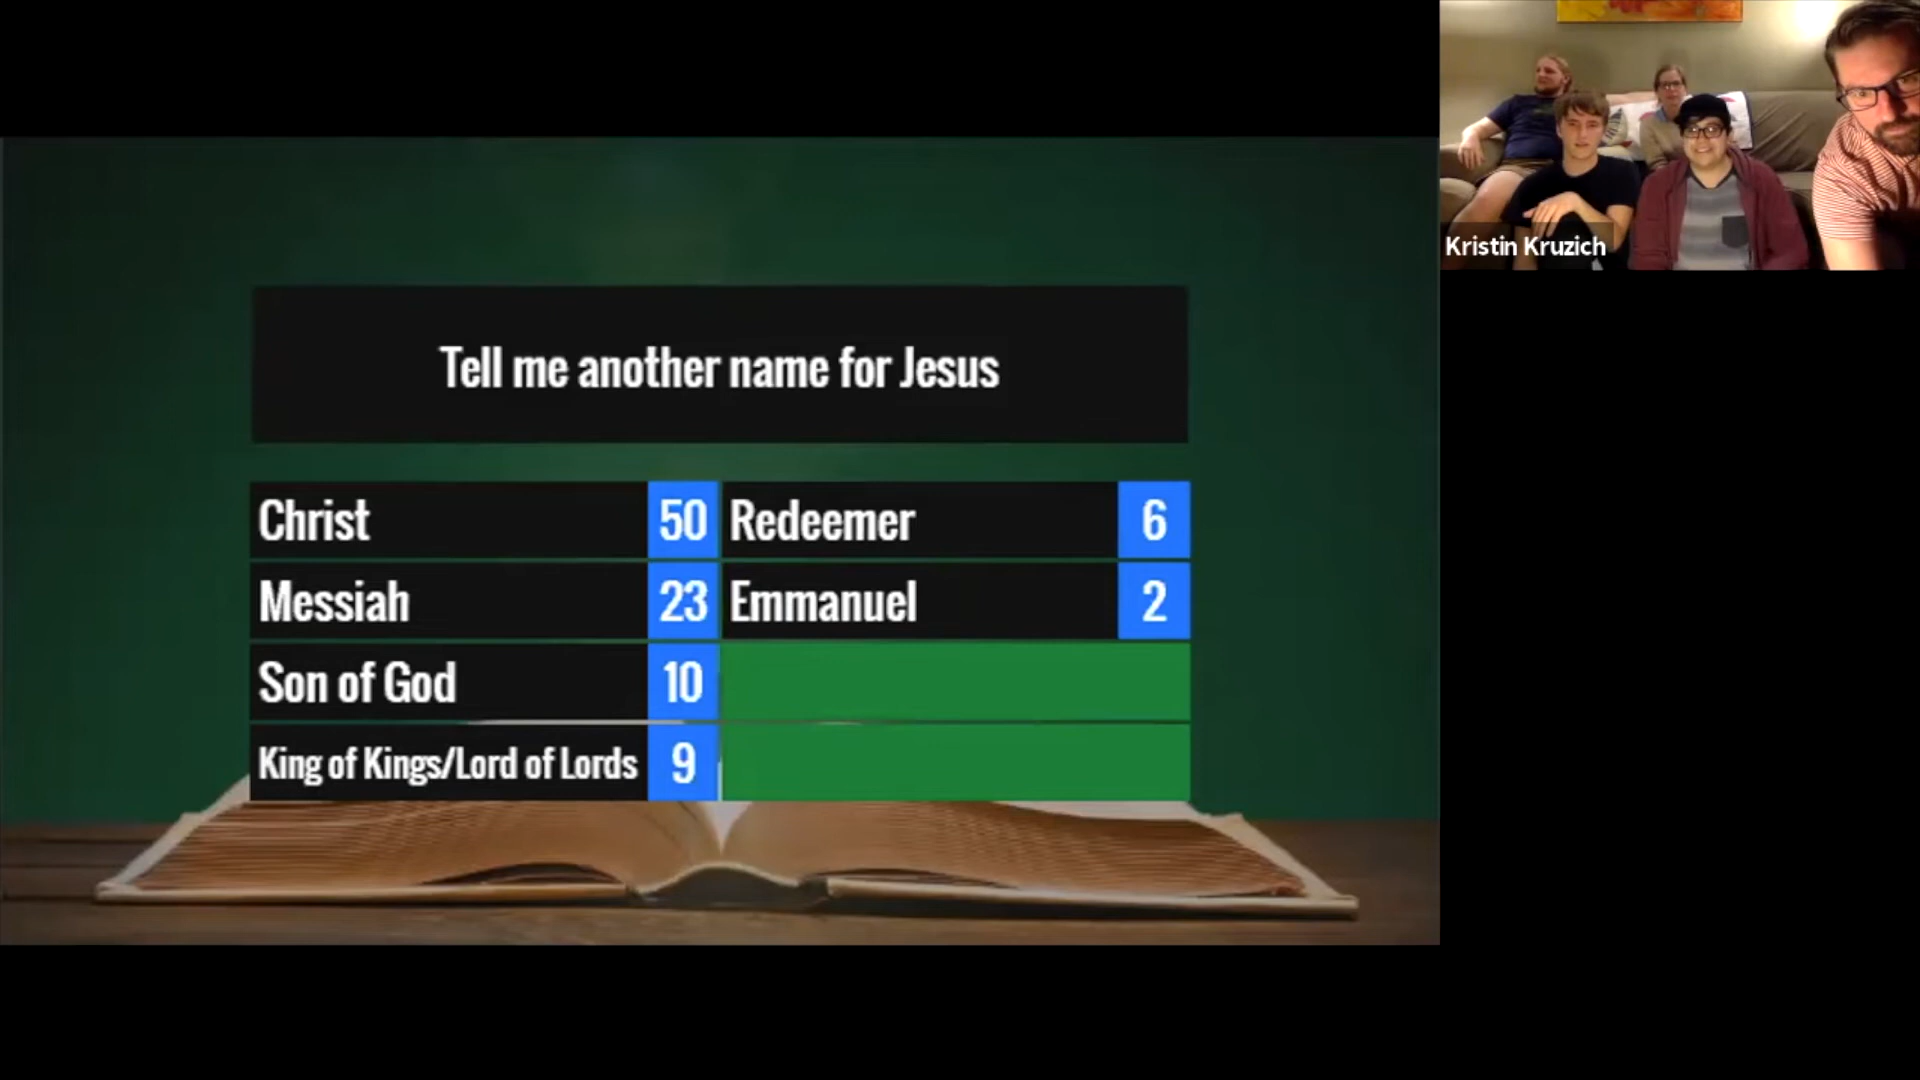 Tell me another name for Jesus
Christ 50
Redeemer 6
Messiah 23
Emmanuel 2
Son of God 10
King of Kings/Lord of Lords 9
Kristin Kruzich